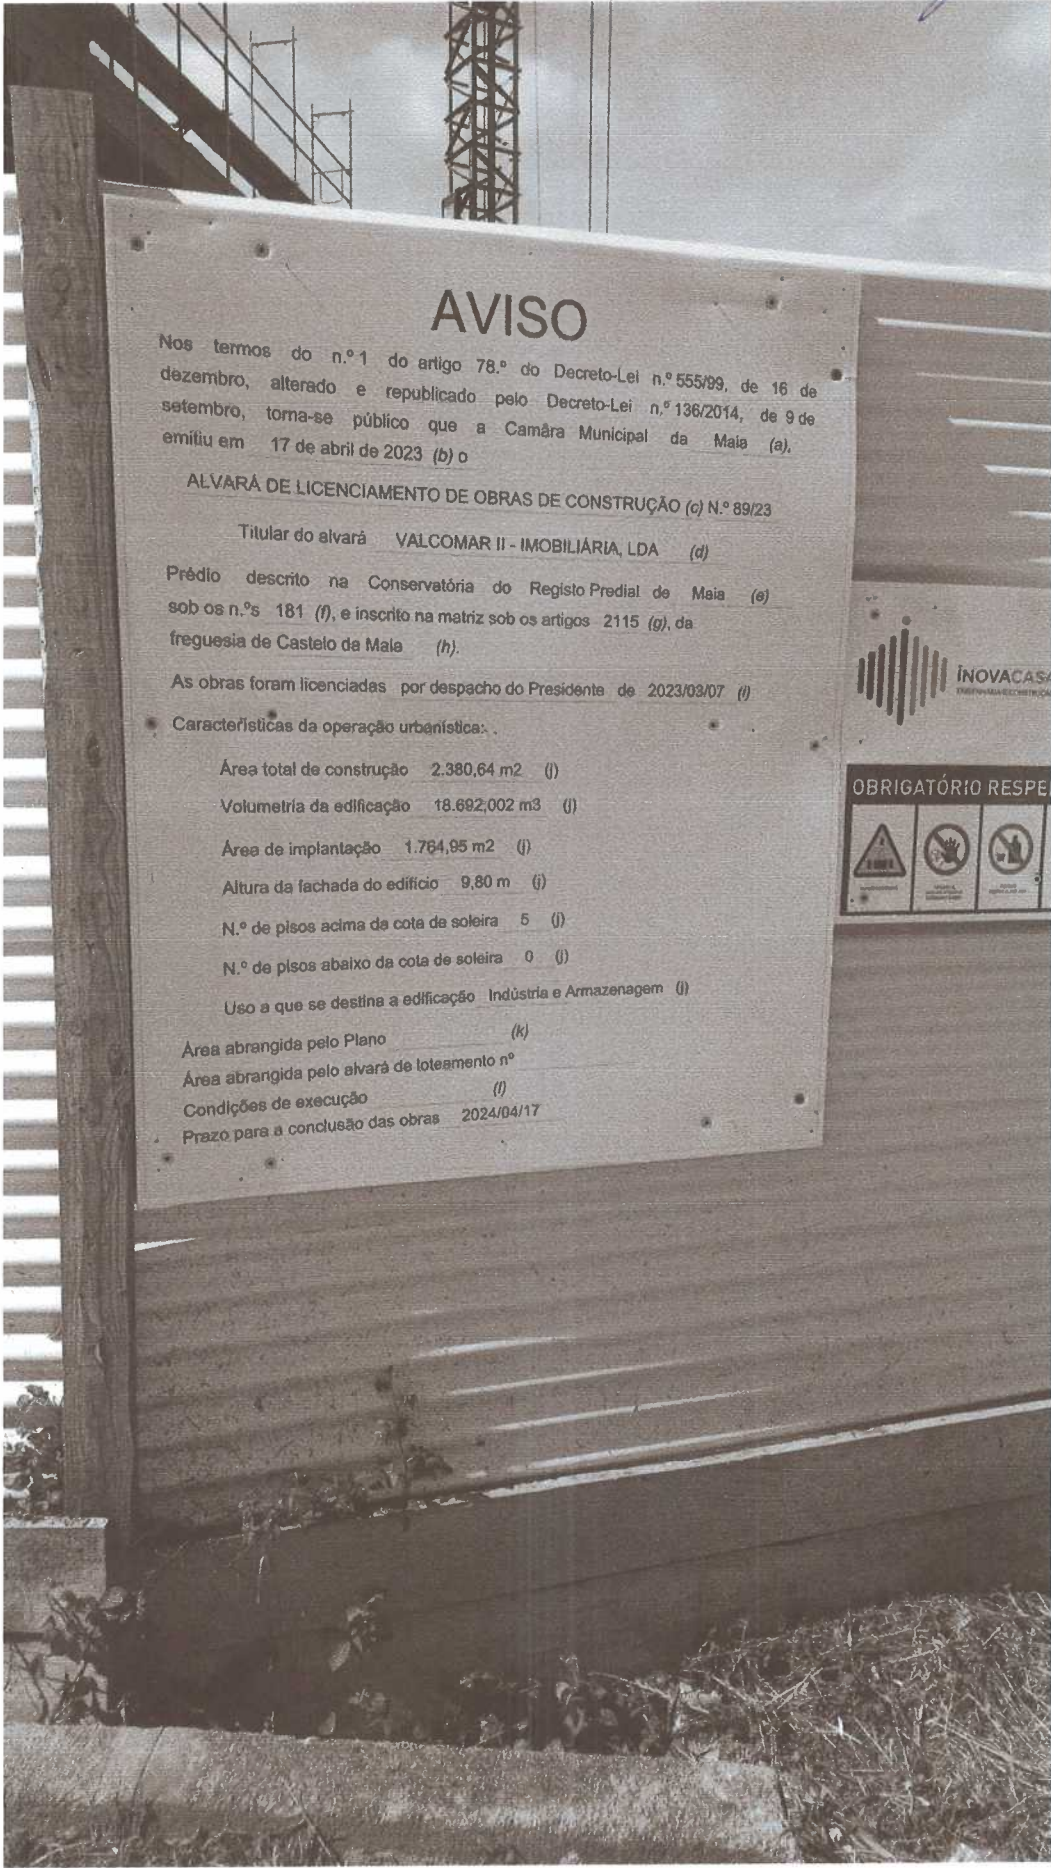 AVISO
Nos termos do n.º 1 do artigo 78.º do Decreto-Lei n.º 555/99, de 16 de
dezembro, alterado e republicado pelo Decreto-Lei n.º 136/2014, de 9 de
setembro, torna-se público que a Camâra Municipal da Maia (a),
emitiu em 17 de abril de 2023 (b) o
ALVARÁ DE LICENCIAMENTO DE OBRAS DE CONSTRUÇÃO (c) N.º 89/23
Titular do alvará VALCOMAR II - IMOBILIÁRIA, LDA (d)
Prédio descrito na Conservatória do Registo Predial de Maia (e)
sob os n.ºs 181 (f), e inscrito na matriz sob os artigos 2115 (g), da
freguesia de Castelo da Maia (h).
As obras foram licenciadas por despacho do Presidente de 2023/03/07 (i)
Características da operação urbanística:
Área total de construção 2.380,64 m2 (j)
Volumetria da edificação 18.692,002 m3 (j)
Área de implantação 1.764,95 m2 (j)
Altura da fachada do edifício 9,80 m (j)
N.º de pisos acima da cota de soleira 5 (j)
N.º de pisos abaixo da cota de soleira 0 (j)
Uso a que se destina a edificação Indústria e Armazenagem (j)
Área abrangida pelo Plano (k)
Área abrangida pelo alvará de loteamento nº
Condições de execução (l)
Prazo para a conclusão das obras 2024/04/17
INOVACASA
OBRIGATÓRIO RESPE